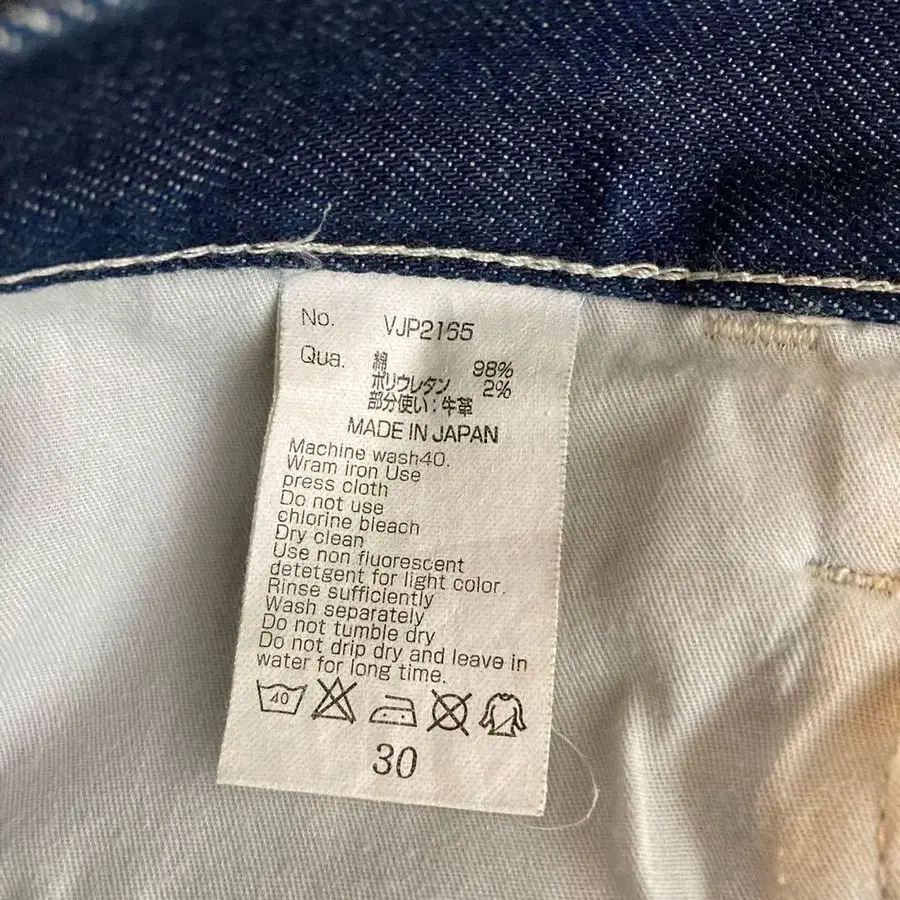 No. VJP2165
Qua. 綿 98%
ポリウレタン 2%
部分使い:牛革
MADE IN JAPAN
Machine wash40.
Wram iron Use
press cloth
Do not use
chlorine bleach
Dry clean
Use non fluorescent
detetgent for light color.
Rinse sufficiently
Wash separately
Do not tumble dry
Do not drip dry and leave in
water for long time.
40
30